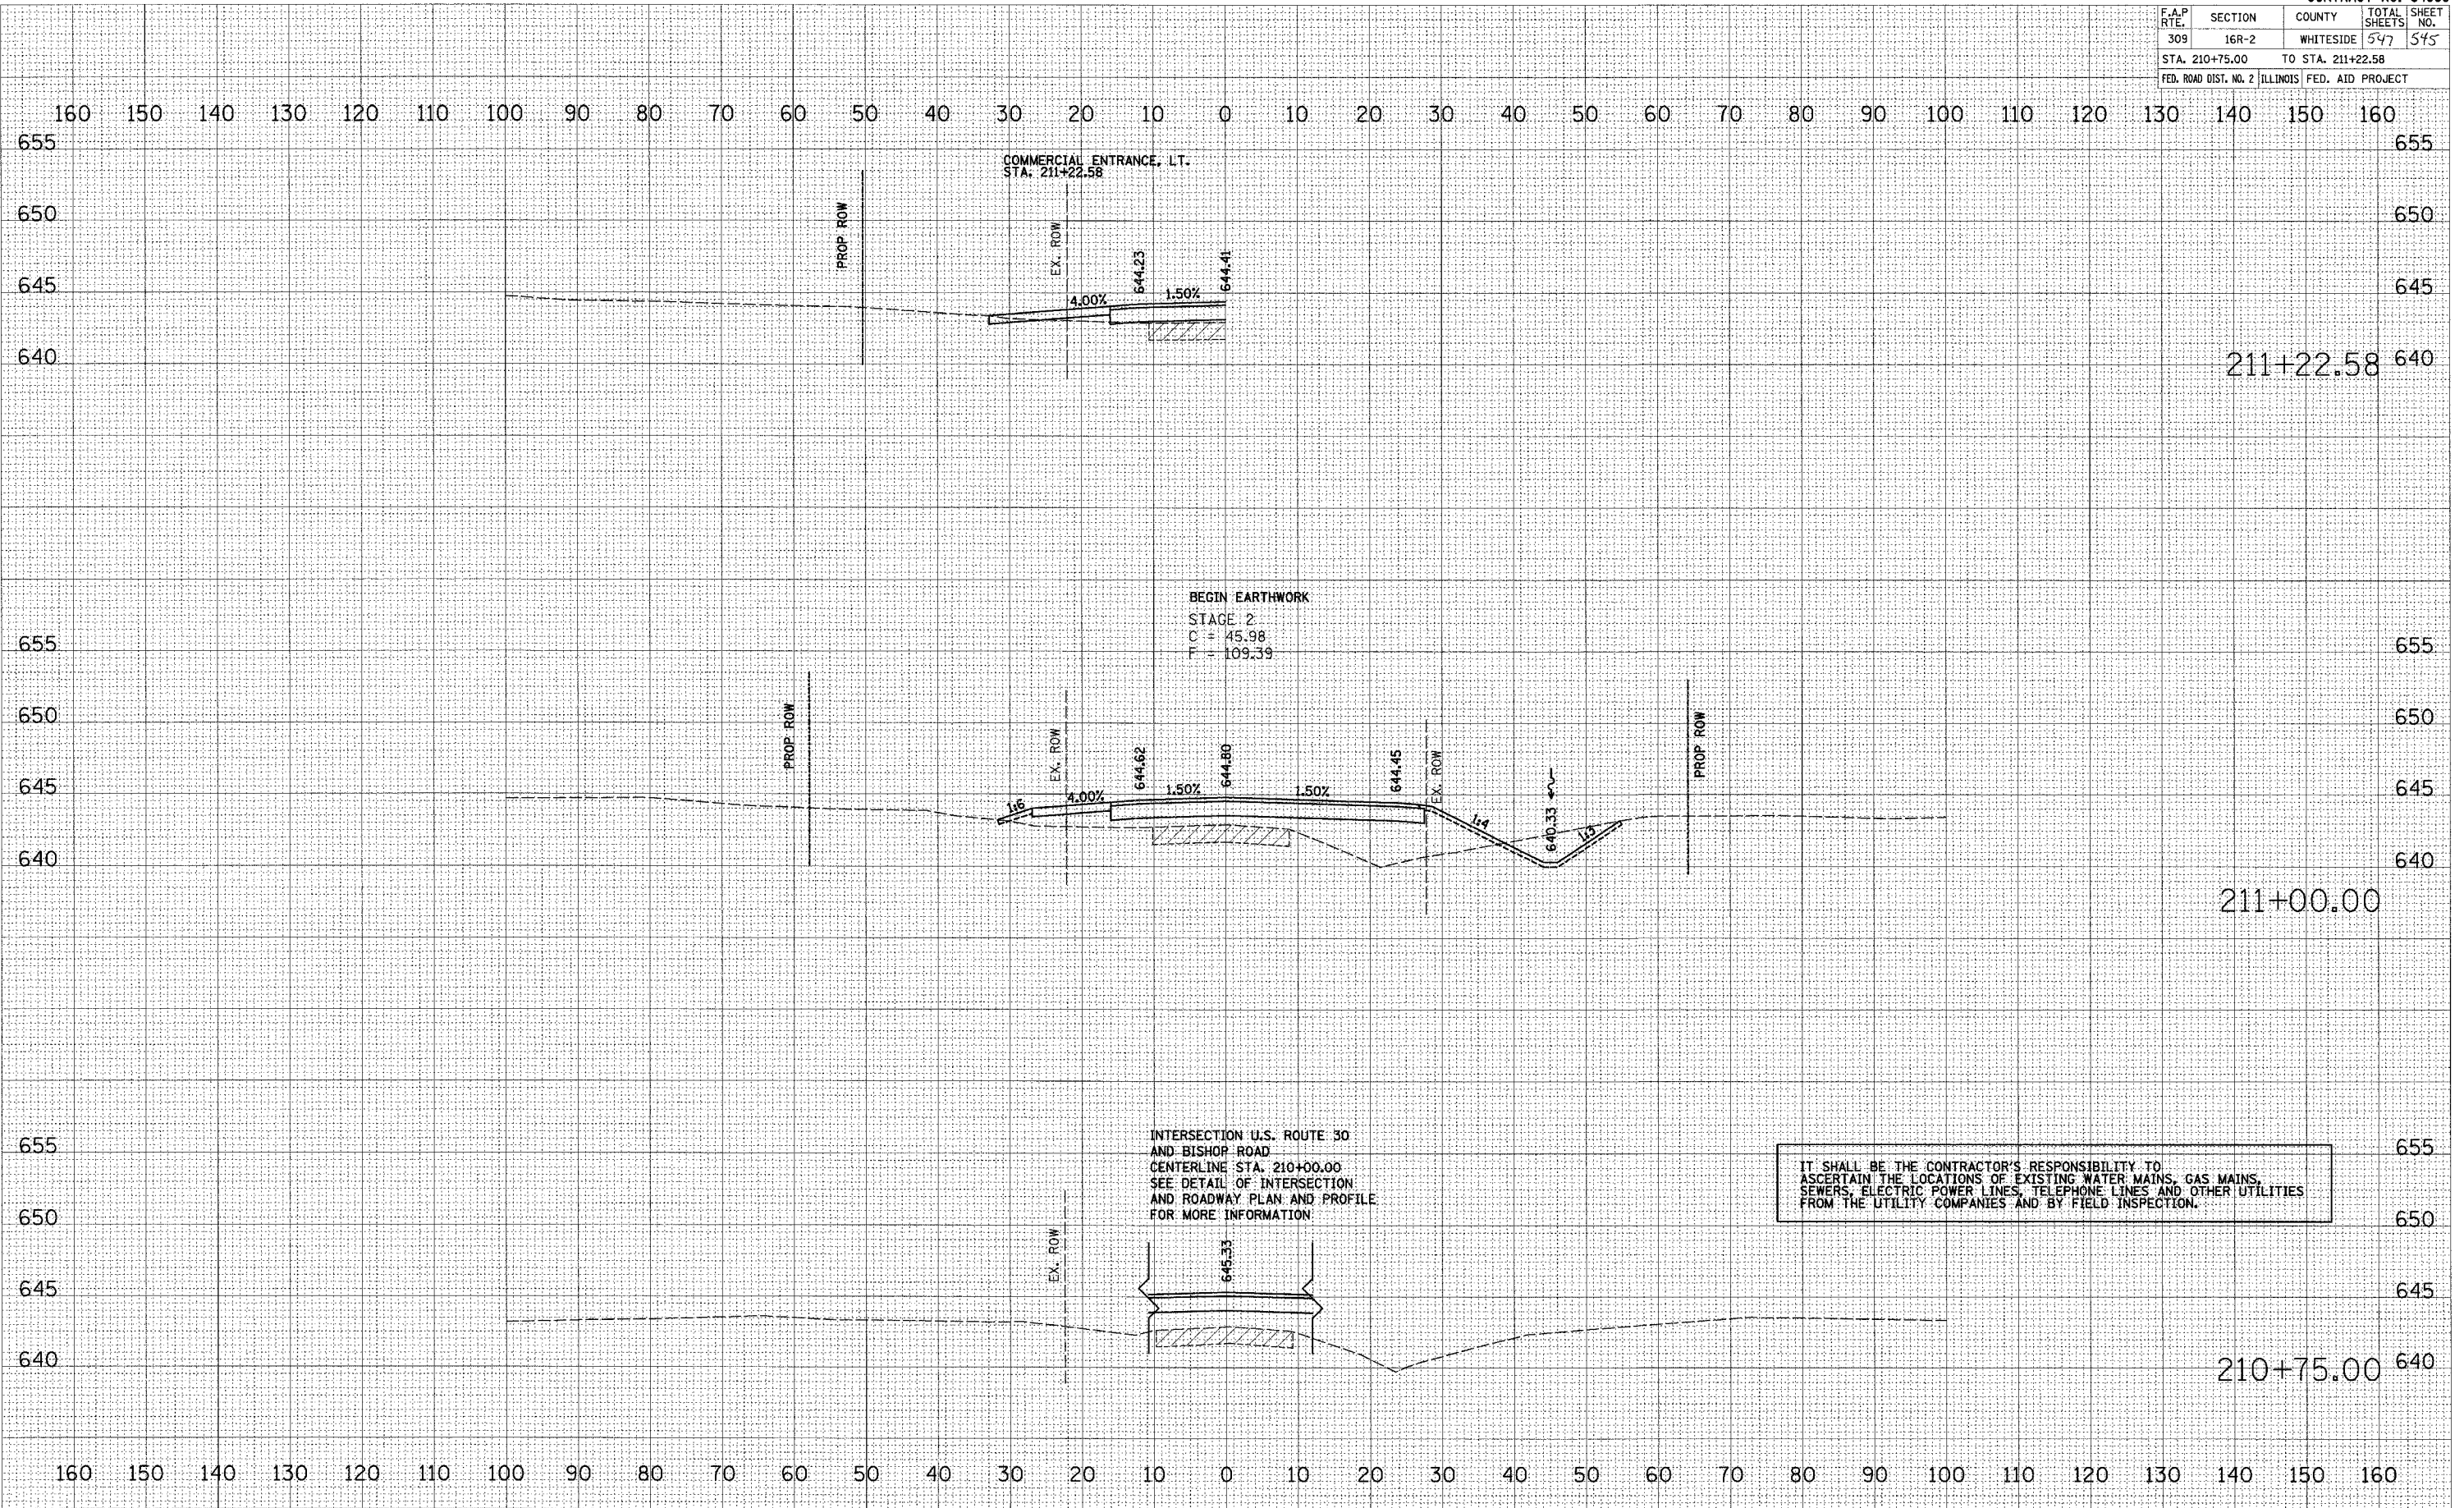 F.A.P RTE. SECTION COUNTY TOTAL SHEETS SHEET NO.
309 16R-2 WHITESIDE 547 545
STA. 210+75.00 TO STA. 211+22.58
FED. ROAD DIST. NO. 2 ILLINOIS FED. AID PROJECT
160 150 140 130 120 110 100 90 80 70 60 50 40 30 20 10 0 10 20 30 40 50 60 70 80 90 100 110 120 130 140 150 160
655 655
COMMERCIAL ENTRANCE, LT.
STA. 211+22.58
650 650
PROP ROW
EX. ROW
644.23
644.41
645 645
4.00% 1.50%
640 211+22.58 640
BEGIN EARTHWORK
STAGE 2
C = 45.98
F = 109.39
655 655
650 650
PROP ROW
EX. ROW
644.62
644.80
644.45
EX. ROW
640.33
PROP ROW
645 645
1:6 4.00% 1.50% 1.50% 1:4 1:3
640 640
211+00.00
INTERSECTION U.S. ROUTE 30
AND BISHOP ROAD
CENTERLINE STA. 210+00.00
SEE DETAIL OF INTERSECTION
AND ROADWAY PLAN AND PROFILE
FOR MORE INFORMATION
655 655
IT SHALL BE THE CONTRACTOR'S RESPONSIBILITY TO
ASCERTAIN THE LOCATIONS OF EXISTING WATER MAINS, GAS MAINS,
SEWERS, ELECTRIC POWER LINES, TELEPHONE LINES AND OTHER UTILITIES
FROM THE UTILITY COMPANIES AND BY FIELD INSPECTION.
650 650
EX. ROW
645.33
645 645
640 210+75.00 640
160 150 140 130 120 110 100 90 80 70 60 50 40 30 20 10 0 10 20 30 40 50 60 70 80 90 100 110 120 130 140 150 160